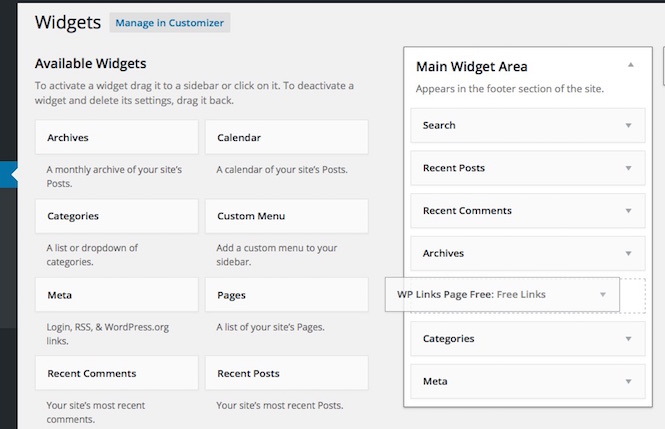 Widgets
Manage in Customizer
Available Widgets
To activate a widget drag it to a sidebar or click on it. To deactivate a
widget and delete its settings, drag it back.
Archives
Calendar
A monthly archive of your site's
Posts.
A calendar of your site's Posts.
Categories
Custom Menu
A list or dropdown of
categories.
Add a custom menu to your
sidebar.
Meta
Pages
Login, RSS, & WordPress.org
links.
A list of your site's Pages.
Recent Comments
Recent Posts
Your site's most recent
comments.
Your site's most recent Posts.
Main Widget Area
Appears in the footer section of the site.
Search
Recent Posts
Recent Comments
Archives
WP Links Page Free: Free Links
Categories
Meta